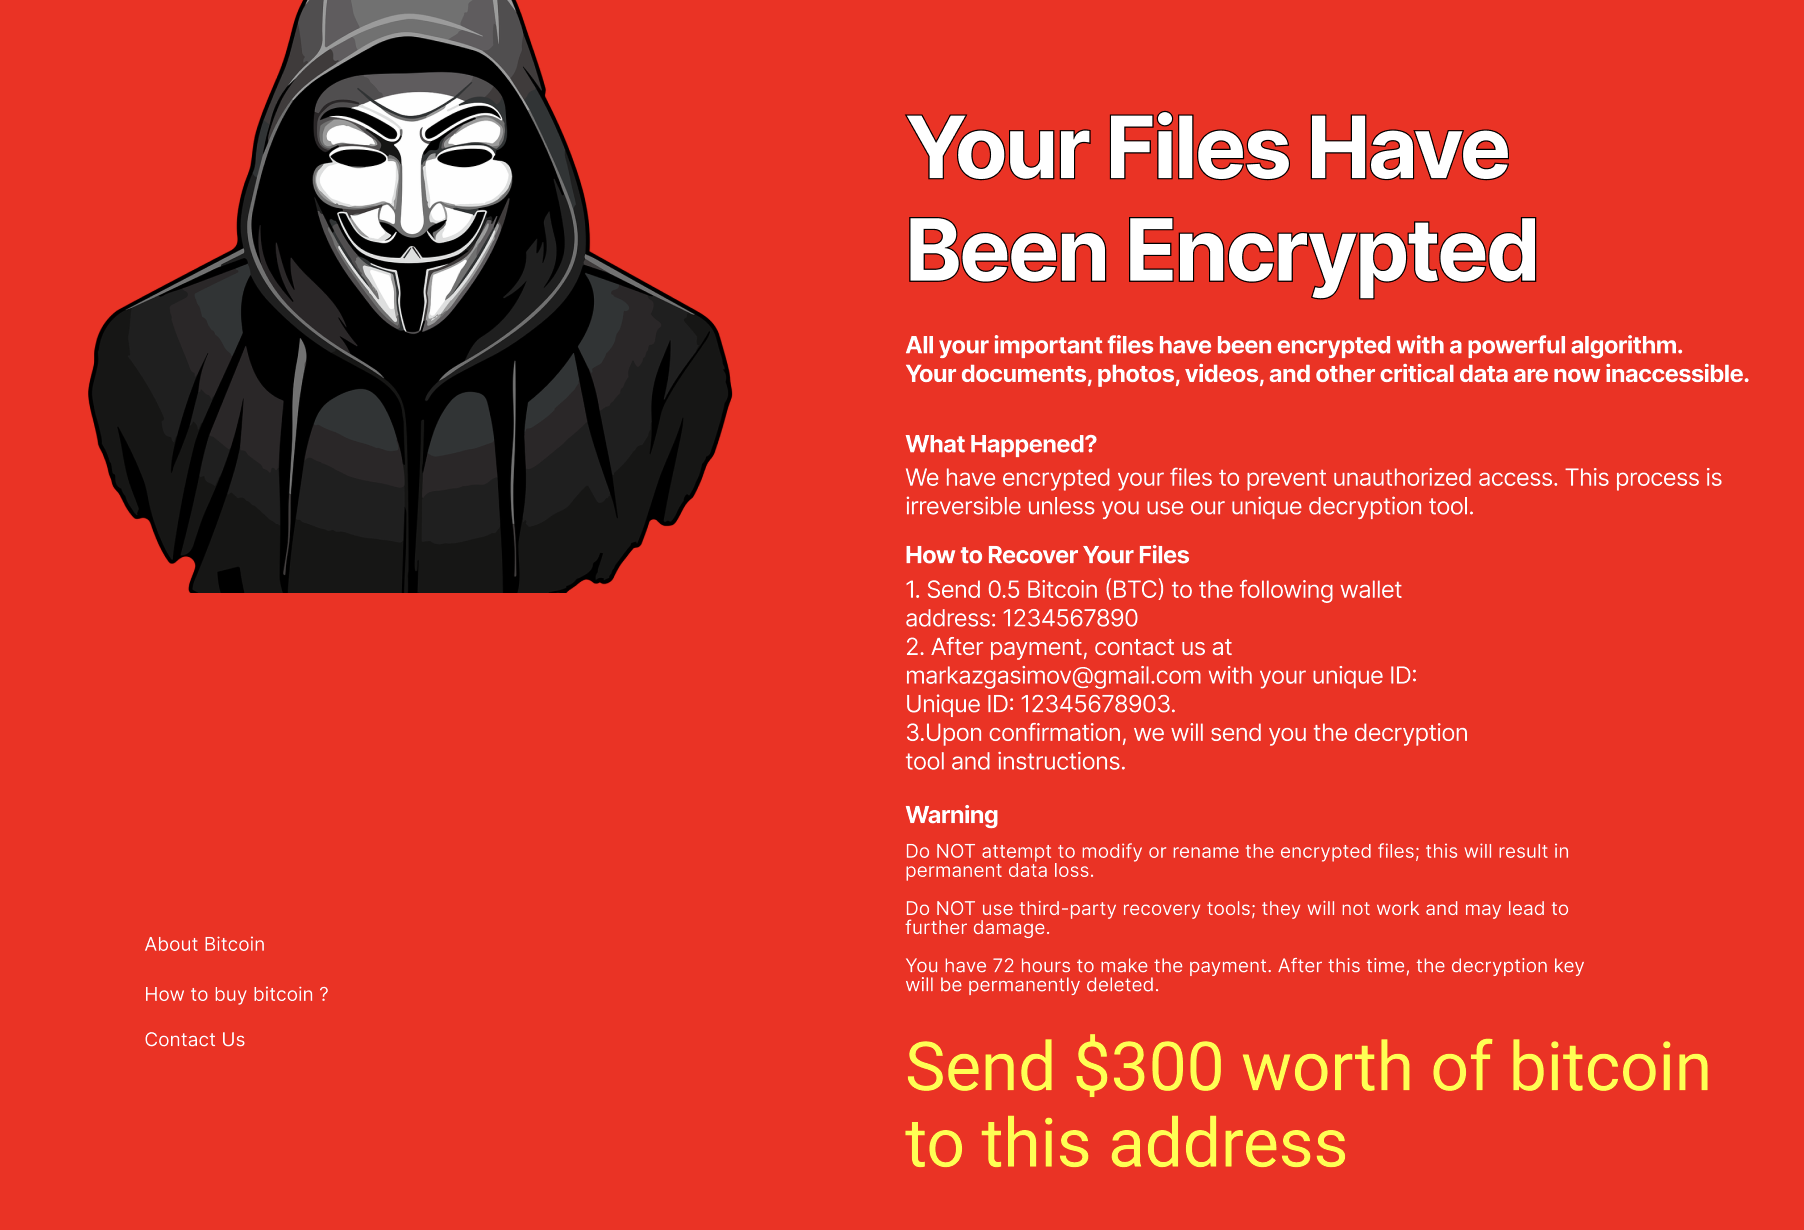 Your Files Have
Been Encrypted
All your important files have been encrypted with a powerful algorithm.
Your documents, photos, videos, and other critical data are now inaccessible.
What Happened?
We have encrypted your files to prevent unauthorized access. This process is
irreversible unless you use our unique decryption tool.
How to Recover Your Files
1. Send 0.5 Bitcoin (BTC) to the following wallet
address: 1234567890
2. After payment, contact us at
markazgasimov@gmail.com with your unique ID:
Unique ID: 12345678903.
3.Upon confirmation, we will send you the decryption
tool and instructions.
Warning
Do NOT attempt to modify or rename the encrypted files; this will result in
permanent data loss.
Do NOT use third-party recovery tools; they will not work and may lead to
further damage.
You have 72 hours to make the payment. After this time, the decryption key
will be permanently deleted.
Send $300 worth of bitcoin
to this address
About Bitcoin
How to buy bitcoin ?
Contact Us